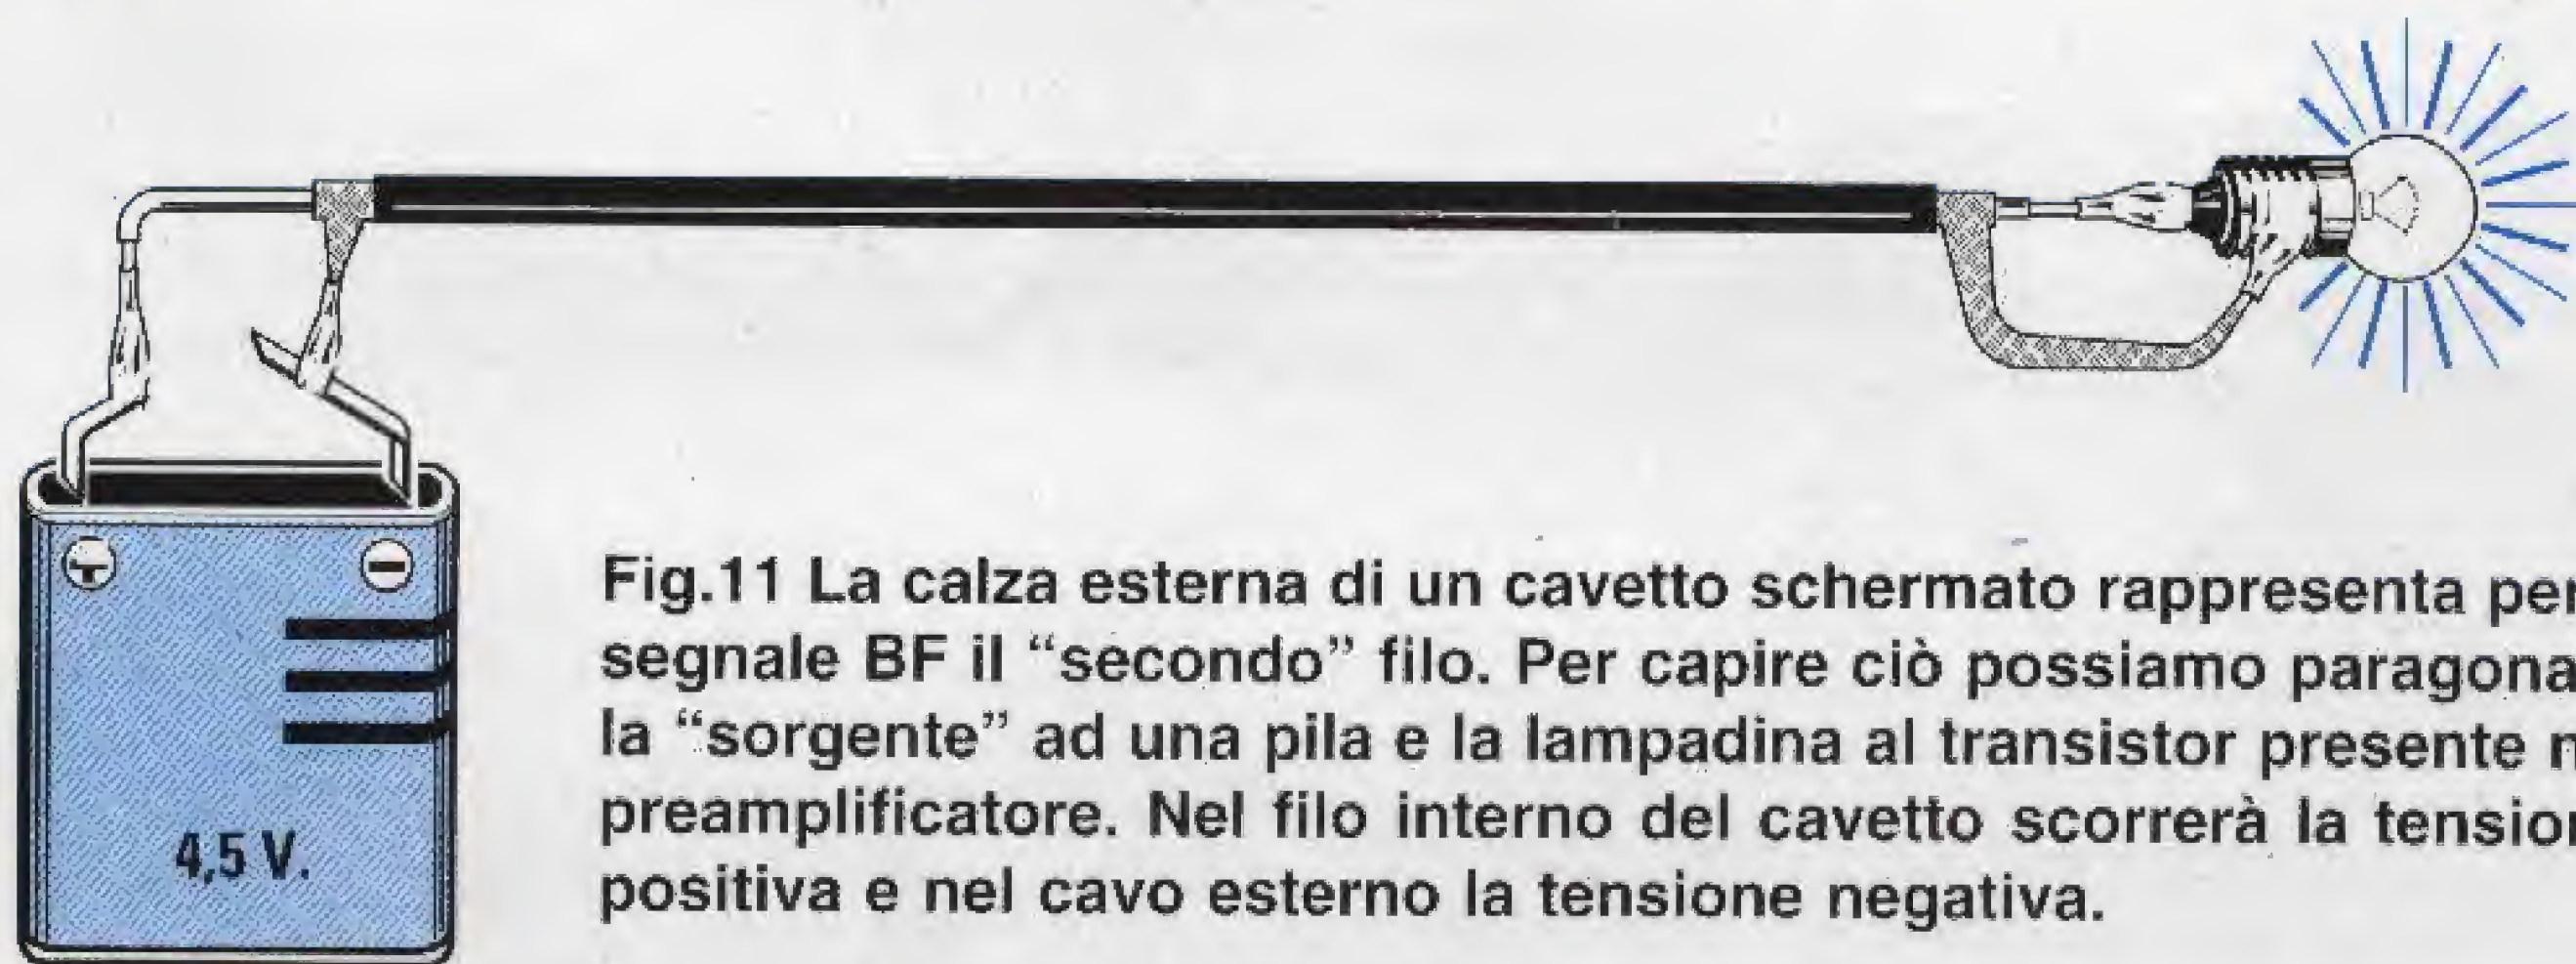 Fig.11 La calza esterna di un cavetto schermato rappresenta per
segnale BF il “secondo” filo. Per capire ciò possiamo paragona
la “sorgente” ad una pila e la lampadina al transistor presente n
preamplificatore. Nel filo interno del cavetto scorrerà la tension
positiva e nel cavo esterno la tensione negativa.
+ -
4,5 V.